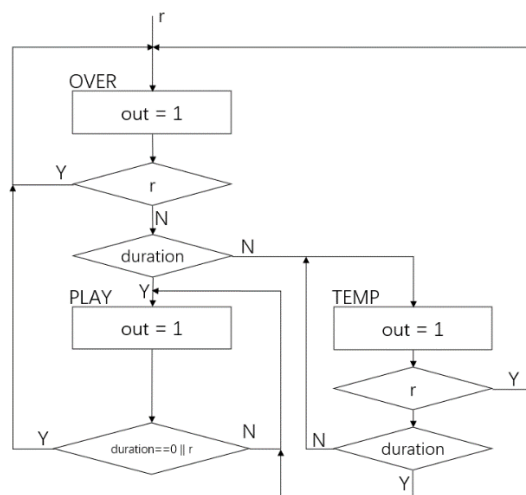 r
OVER
out = 1
Y
r
N
duration
N
Y
PLAY
out = 1
TEMP
out = 1
r
Y
Y
duration==0 || r
N
N
duration
Y